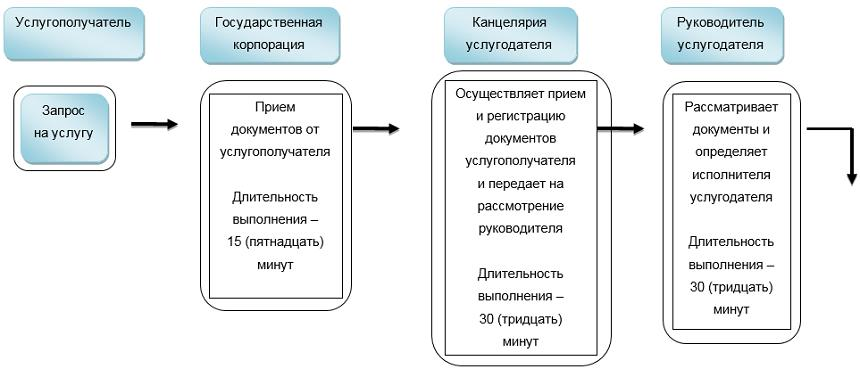 Услугополучатель
Государственная
корпорация
Канцелярия
услугодателя
Руководитель
услугодателя
Запрос
на услугу
Прием
документов от
услугополучателя
Длительность
выполнения –
15 (пятнадцать)
минут
Осуществляет прием
и регистрацию
документов
услугополучателя
и передает на
рассмотрение
руководителя
Длительность
выполнения –
30 (тридцать)
минут
Рассматривает
документы и
определяет
исполнителя
услугодателя
Длительность
выполнения –
30 (тридцать)
минут